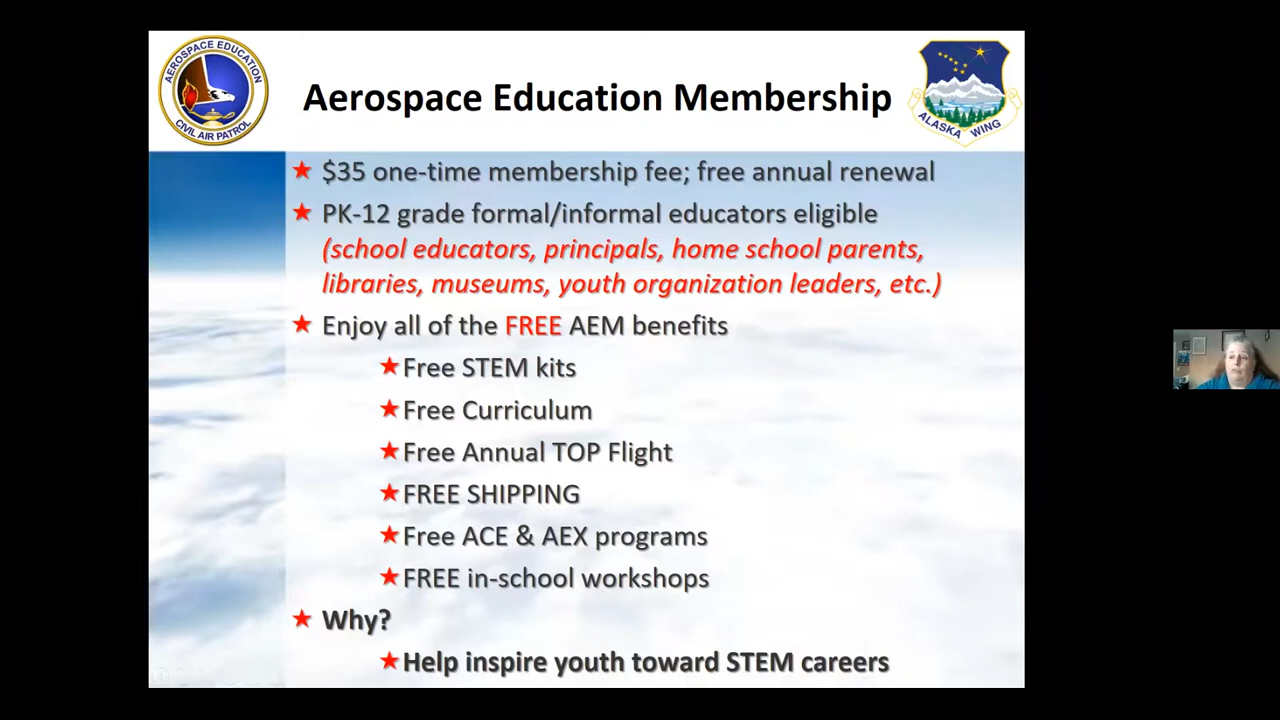 AEROSPACE EDUCATION
CIVIL AIR PATROL
Aerospace Education Membership
ALASKA WING
$35 one-time membership fee; free annual renewal
PK-12 grade formal/informal educators eligible
(school educators, principals, home school parents,
libraries, museums, youth organization leaders, etc.)
Enjoy all of the FREE AEM benefits
Free STEM kits
Free Curriculum
Free Annual TOP Flight
FREE SHIPPING
Free ACE & AEX programs
FREE in-school workshops
Why?
Help inspire youth toward STEM careers